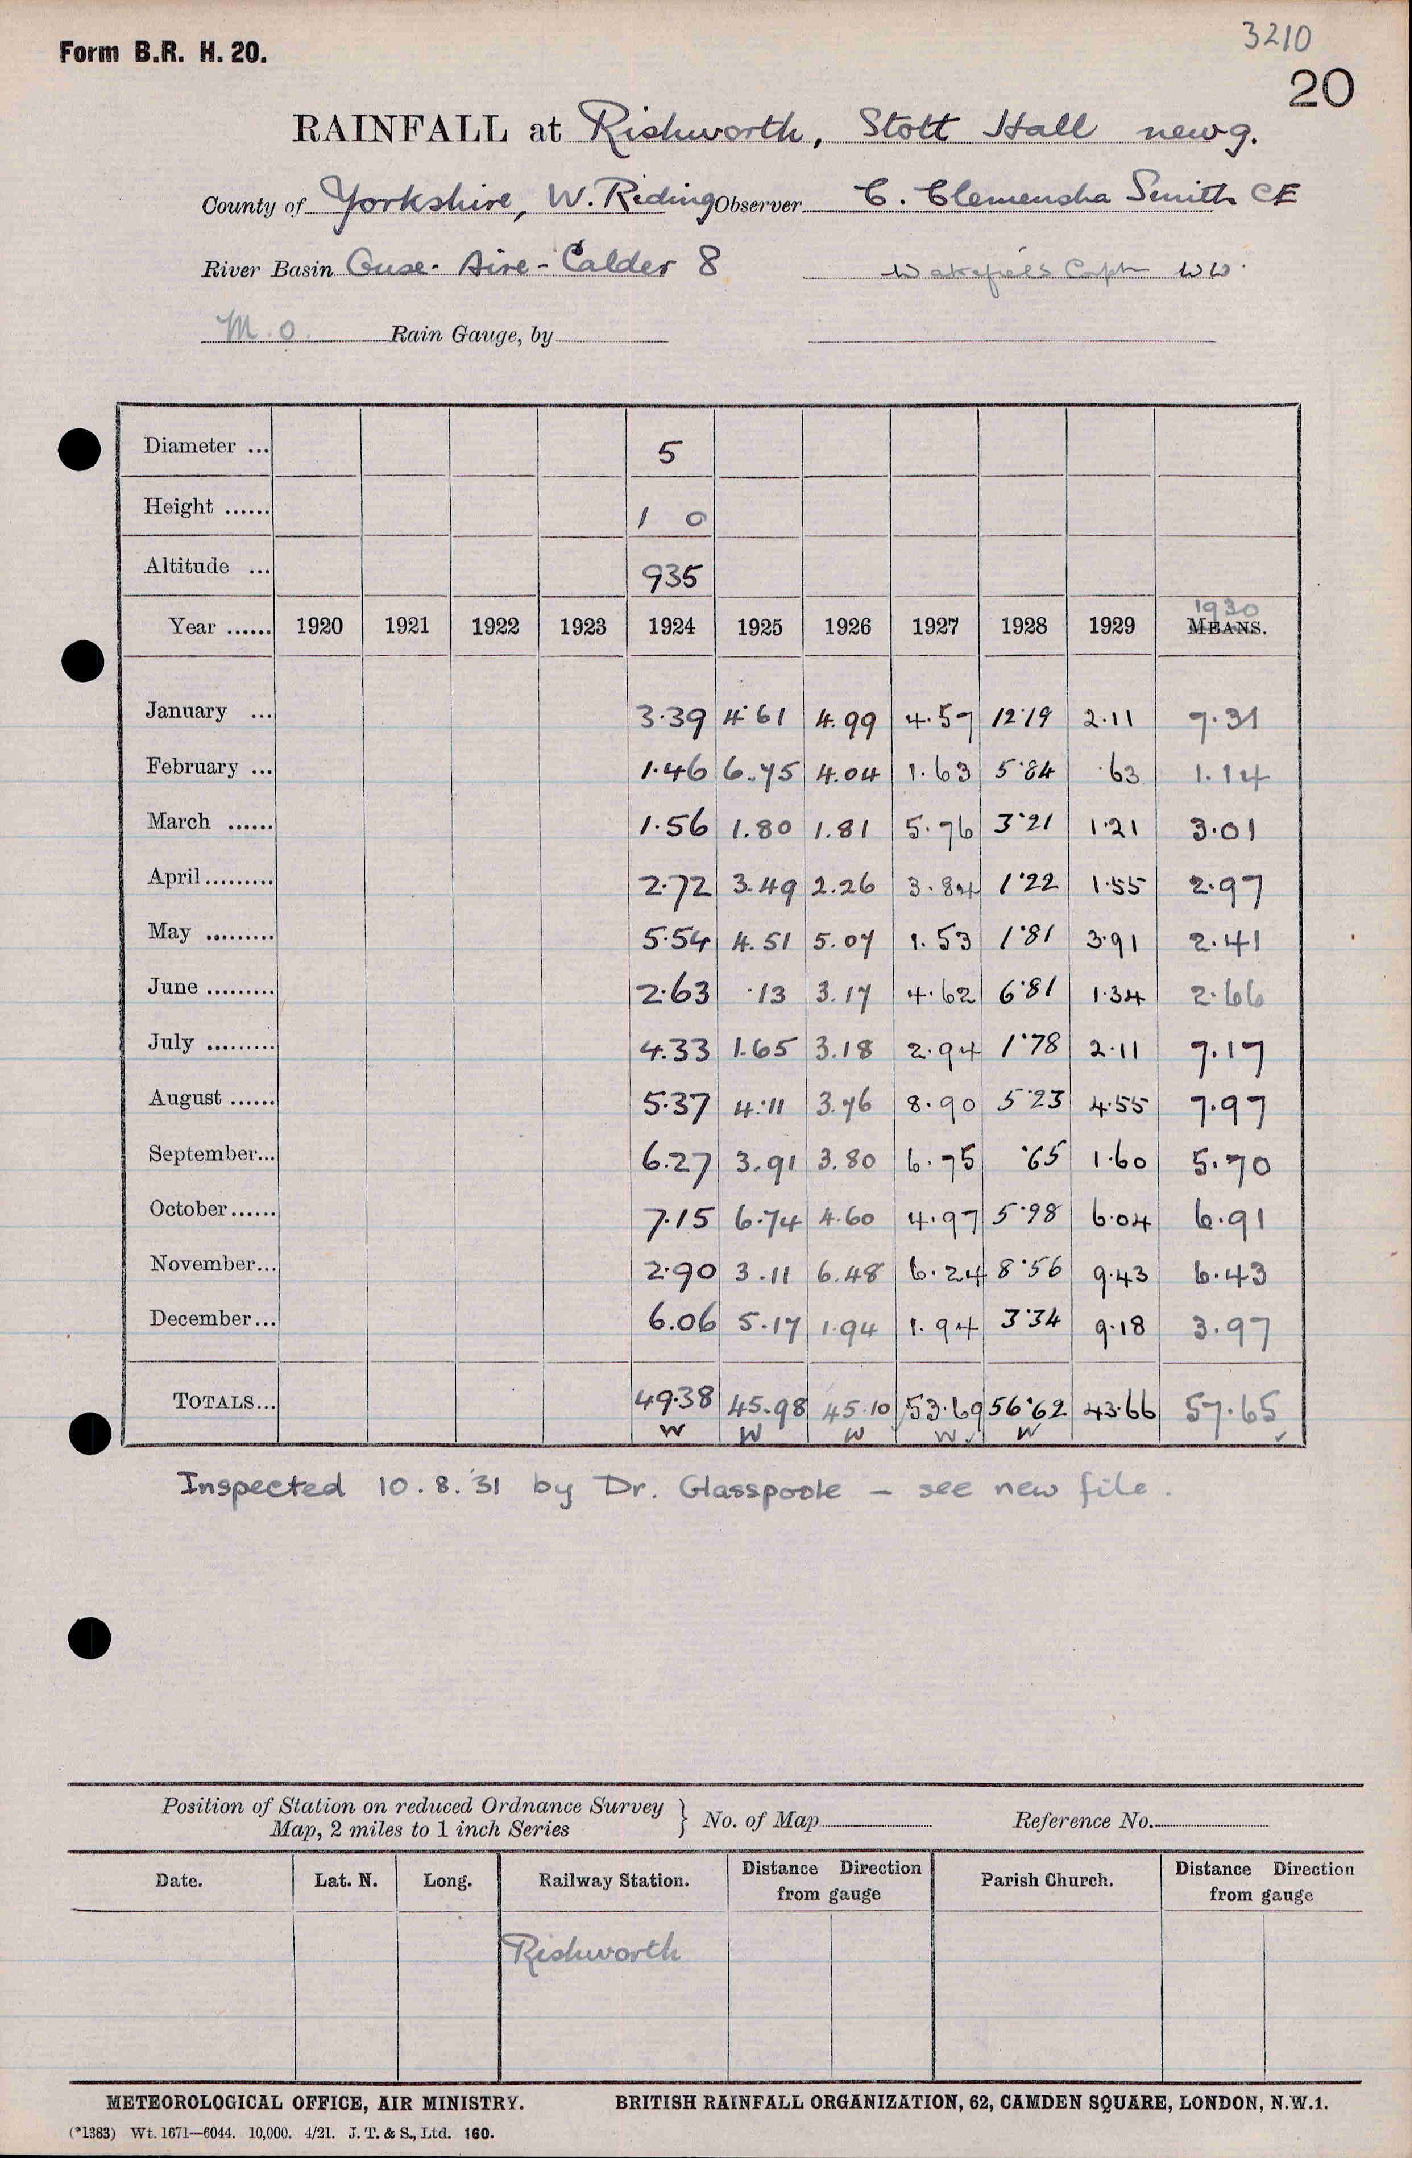 3210
Form B.R. H. 20.
20
RAINFALL at Rishworth, Stott Hall new g.
County of Yorkshire, W. Riding Observer C. Clemensha Smith CE
River Basin Ouse - Aire - Calder 8 Wakefield Corptn WW.
M.O. Rain Gauge, by
Diameter ... 5
Height ...... 1 0
Altitude ... 935
1930
Year ...... 1920 1921 1922 1923 1924 1925 1926 1927 1928 1929 MEANS.
January ... 3.39 4.61 4.99 4.57 12.19 2.11 7.31
February ... 1.46 6.75 4.04 1.63 5.84 .63 1.14
March ...... 1.56 1.80 1.81 5.76 3.21 1.21 3.01
April ......... 2.72 3.49 2.26 3.84 1.22 1.55 2.97
May ......... 5.54 4.51 5.07 1.53 1.81 3.91 2.41
June ......... 2.63 .13 3.17 4.62 6.81 1.34 2.66
July ......... 4.33 1.65 3.18 2.94 1.78 2.11 7.17
August ...... 5.37 4.11 3.76 8.90 5.23 4.55 7.97
September... 6.27 3.91 3.80 6.75 .65 1.60 5.70
October ...... 7.15 6.74 4.60 4.97 5.98 6.04 6.91
November... 2.90 3.11 6.48 6.24 8.56 9.43 6.43
December... 6.06 5.17 1.94 1.94 3.34 9.18 3.97
TOTALS... 49.38 45.98 45.10 53.69 56.62 43.66 57.65
W W W W W
Inspected 10.8.31 by Dr. Glasspoole – see new file.
Position of Station on reduced Ordnance Survey
Map, 2 miles to 1 inch Series } No. of Map Reference No.
Date. Lat. N. Long. Railway Station. Distance Direction from gauge Parish Church. Distance Direction from gauge
Rishworth
METEOROLOGICAL OFFICE, AIR MINISTRY. BRITISH RAINFALL ORGANIZATION, 62, CAMDEN SQUARE, LONDON, N.W.1.
(*1383) Wt. 1671—6044. 10,000. 4/21. J. T. & S., Ltd. 160.